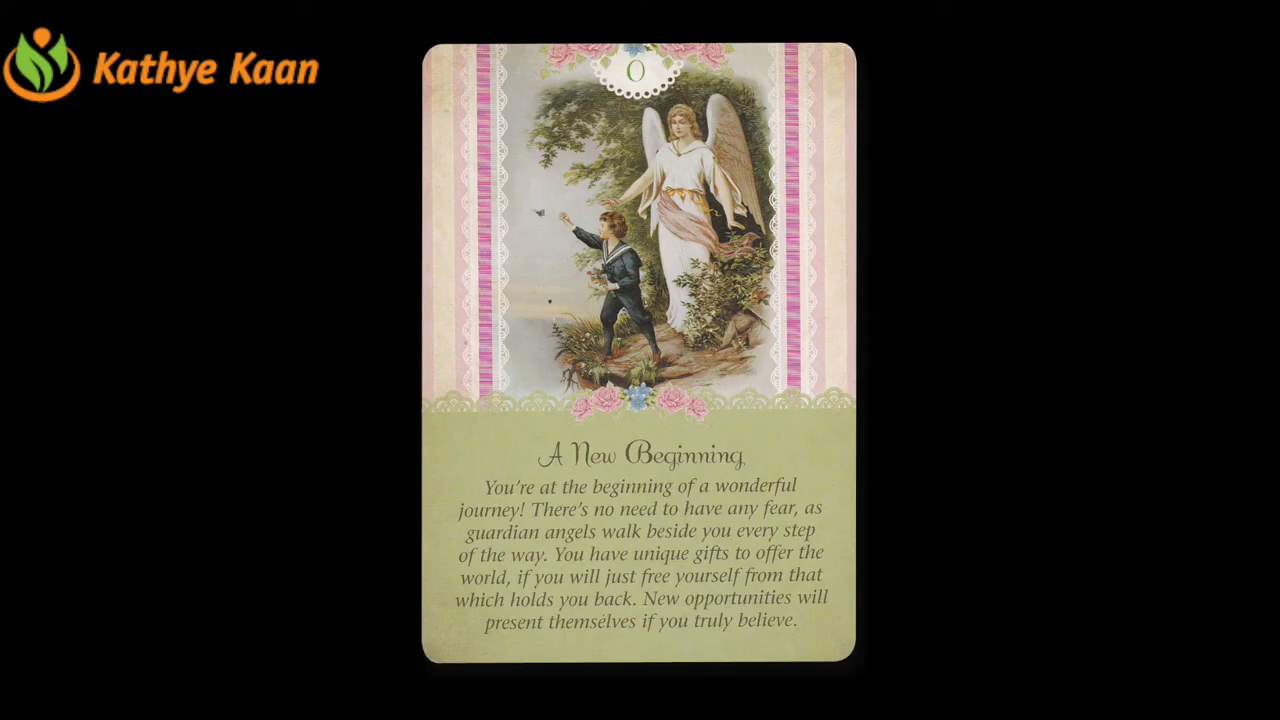 Kathye Kaan
0
A New Beginning
You're at the beginning of a wonderful
journey! There's no need to have any fear, as
guardian angels walk beside you every step
of the way. You have unique gifts to offer the
world, if you will just free yourself from that
which holds you back. New opportunities will
present themselves if you truly believe.